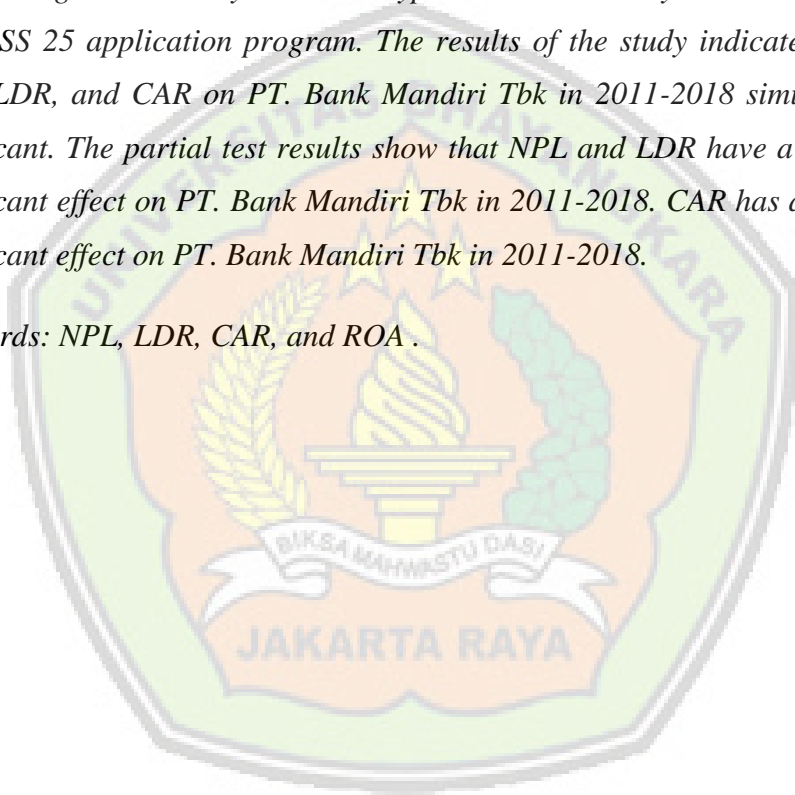 SS 25 application program. The results of the study indicate
LDR, and CAR on PT. Bank Mandiri Tbk in 2011-2018 simu
cant. The partial test results show that NPL and LDR have a
cant effect on PT. Bank Mandiri Tbk in 2011-2018. CAR has a
cant effect on PT. Bank Mandiri Tbk in 2011-2018.
rds: NPL, LDR, CAR, and ROA .
UNIVERSITAS BHAYANGKARA
BIKSA MAHWASTU DASI
JAKARTA RAYA